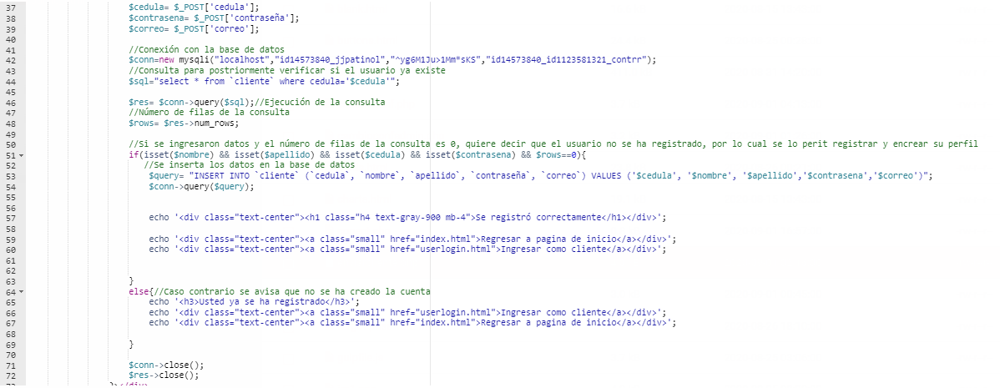 37 $cedula= $_POST['cedula'];
38 $contrasena= $_POST['contraseña'];
39 $correo= $_POST['correo'];
40
41 //Conexión con la base de datos
42 $conn=new mysqli("localhost","id14573840_jjpatinol","^yg6M1Ju>1Mm*sKS","id14573840_id1123581321_contrr");
43 //Consulta para postriormente verificar si el usuario ya existe
44 $sql="select * from `cliente` where cedula='$cedula'";
45
46 $res= $conn->query($sql);//Ejecución de la consulta
47 //Número de filas de la consulta
48 $rows= $res->num_rows;
49
50 //Si se ingresaron datos y el número de filas de la consulta es 0, quiere decir que el usuario no se ha registrado, por lo cual se lo perit registrar y encrear su perfil
51 if(isset($nombre) && isset($apellido) && isset($cedula) && isset($contrasena) && $rows==0){
52 //Se inserta los datos en la base de datos
53 $query= "INSERT INTO `cliente` (`cedula`, `nombre`, `apellido`, `contraseña`, `correo`) VALUES ('$cedula', '$nombre', '$apellido','$contrasena','$correo')";
54 $conn->query($query);
55
56
57 echo '<div class="text-center"><h1 class="h4 text-gray-900 mb-4">Se registró correctamente</h1></div>';
58
59 echo '<div class="text-center"><a class="small" href="index.html">Regresar a pagina de inicio</a></div>';
60 echo '<div class="text-center"><a class="small" href="userlogin.html">Ingresar como cliente</a></div>';
61
62
63 }
64 else{//Caso contrario se avisa que no se ha creado la cuenta
65 echo '<h3>Usted ya se ha registrado</h3>';
66 echo '<div class="text-center"><a class="small" href="userlogin.html">Ingresar como cliente</a></div>';
67 echo '<div class="text-center"><a class="small" href="index.html">Regresar a pagina de inicio</a></div>';
68
69 }
70
71 $conn->close();
72 $res->close();